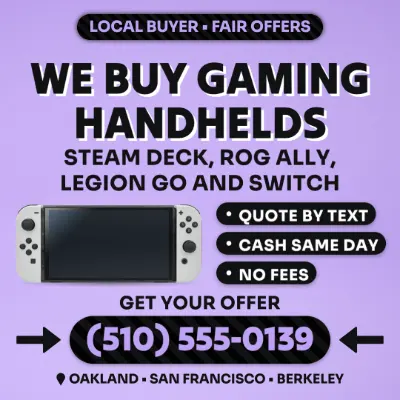 LOCAL BUYER • FAIR OFFERS
WE BUY GAMING
HANDHELDS
STEAM DECK, ROG ALLY,
LEGION GO AND SWITCH
• QUOTE BY TEXT
• CASH SAME DAY
• NO FEES
GET YOUR OFFER
(510) 555-0139
OAKLAND • SAN FRANCISCO • BERKELEY